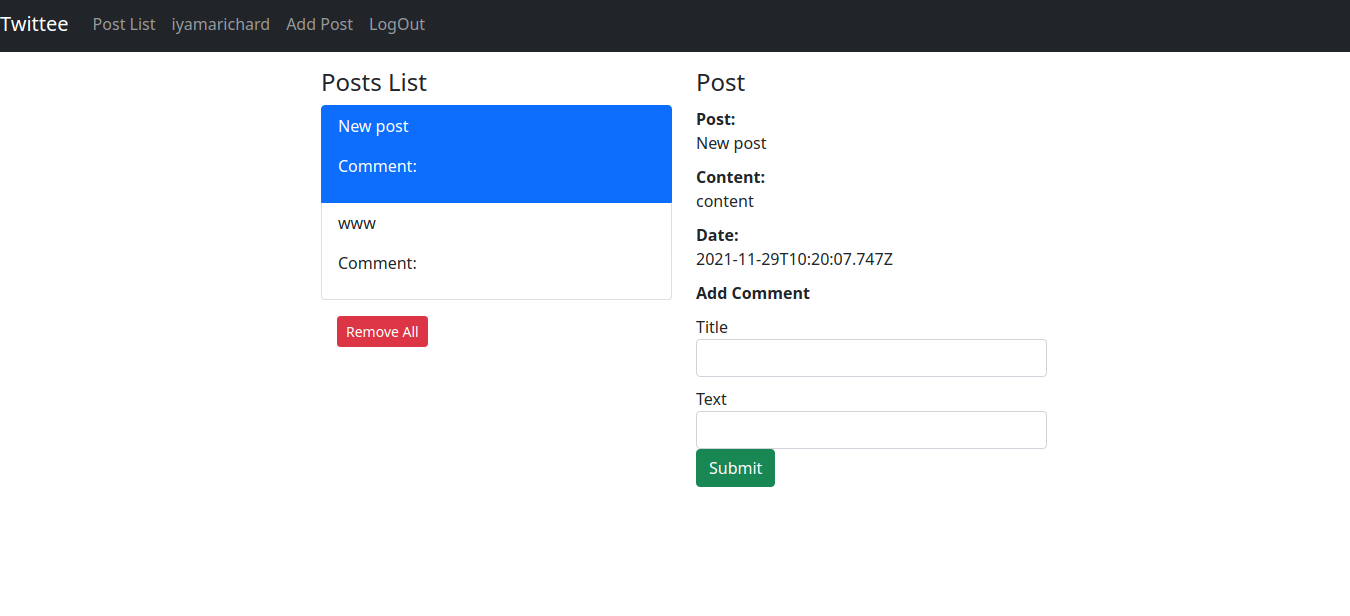 Twittee Post List iyamarichard Add Post LogOut
Posts List
New post
Comment:
www
Comment:
Remove All
Post
Post:
New post
Content:
content
Date:
2021-11-29T10:20:07.747Z
Add Comment
Title
Text
Submit